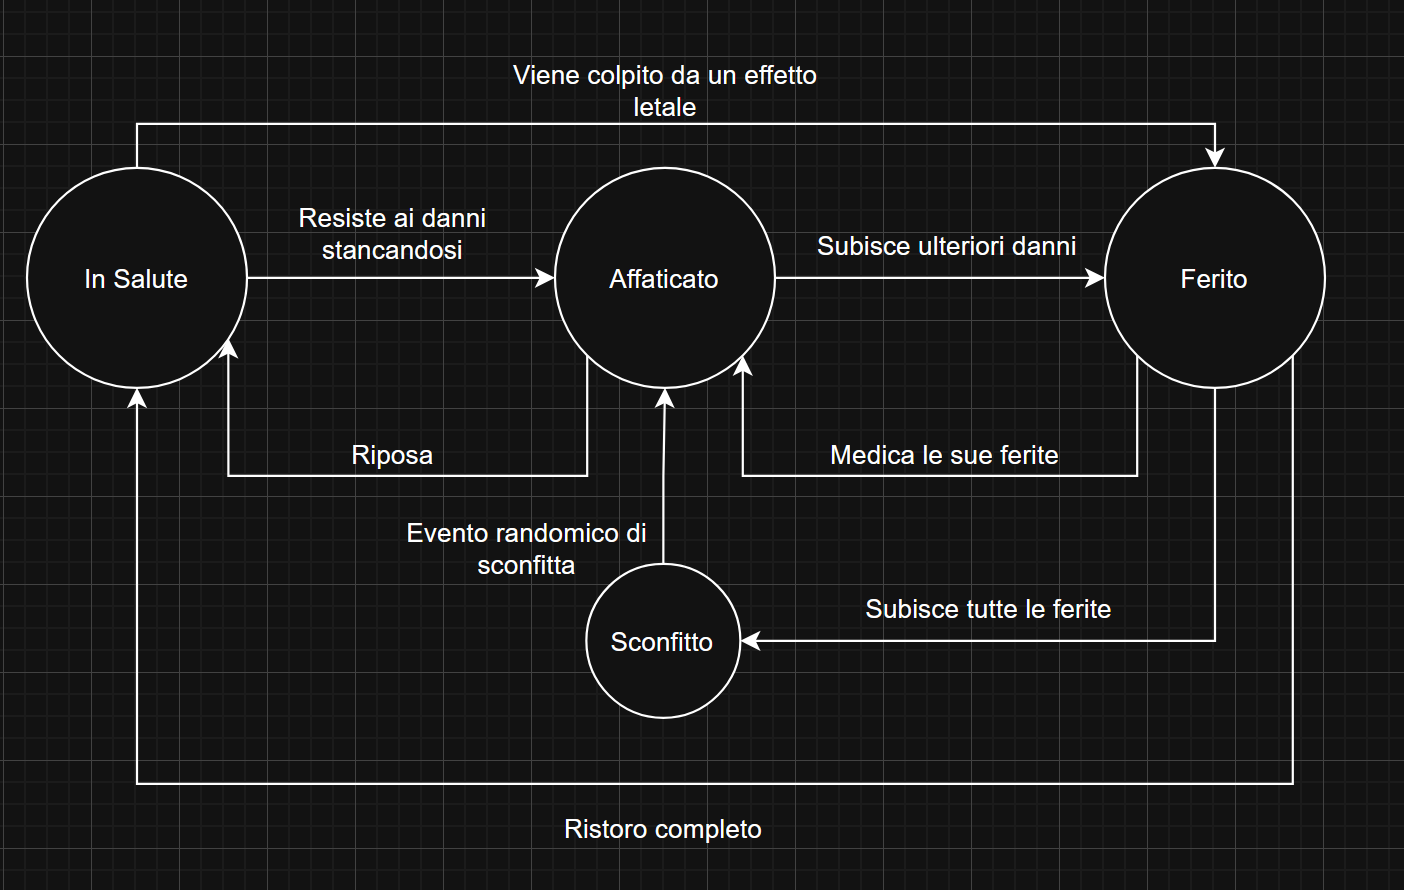 Viene colpito da un effetto
letale
Resiste ai danni
stancandosi
Subisce ulteriori danni
In Salute
Affaticato
Ferito
Riposa
Medica le sue ferite
Evento randomico di
sconfitta
Subisce tutte le ferite
Sconfitto
Ristoro completo